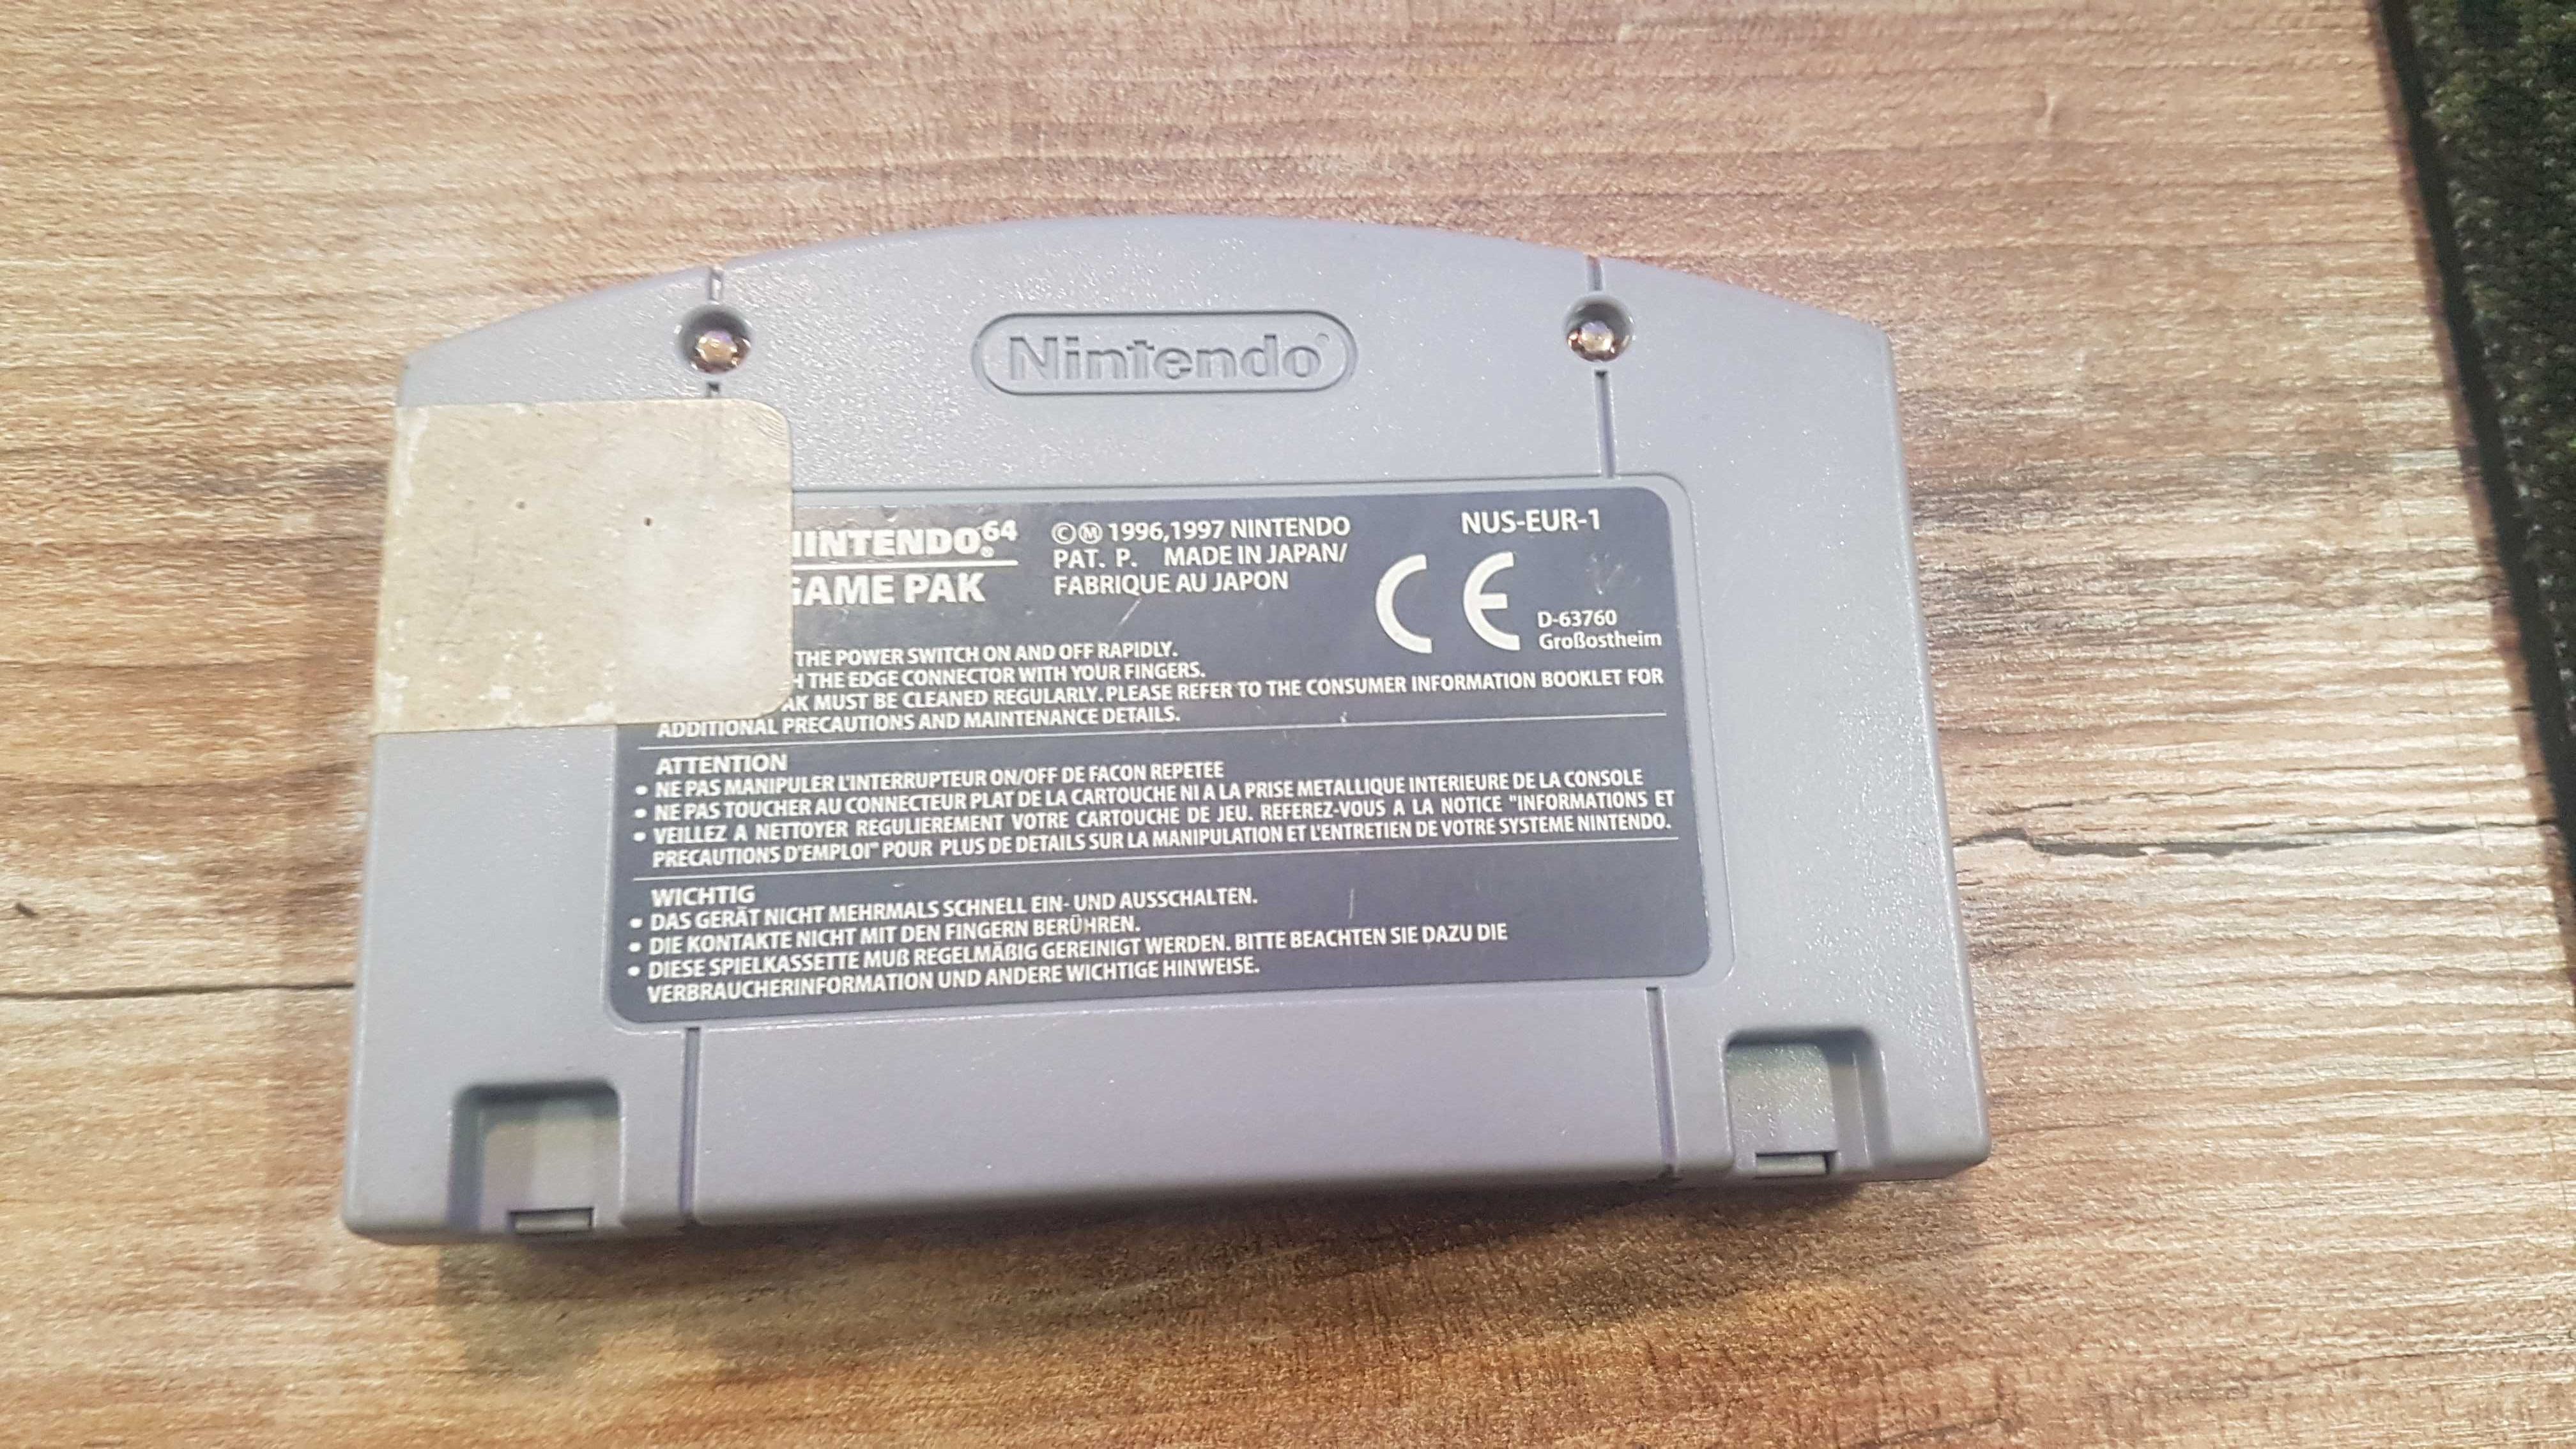 Nintendo
NINTENDO64
GAME PAK
©Ⓜ 1996,1997 NINTENDO
PAT. P. MADE IN JAPAN/
FABRIQUE AU JAPON
NUS-EUR-1
CE
D-63760
Großostheim
THE POWER SWITCH ON AND OFF RAPIDLY.
THE EDGE CONNECTOR WITH YOUR FINGERS.
AK MUST BE CLEANED REGULARLY. PLEASE REFER TO THE CONSUMER INFORMATION BOOKLET FOR
ADDITIONAL PRECAUTIONS AND MAINTENANCE DETAILS.
ATTENTION
• NE PAS MANIPULER L'INTERRUPTEUR ON/OFF DE FACON REPETEE
• NE PAS TOUCHER AU CONNECTEUR PLAT DE LA CARTOUCHE NI A LA PRISE METALLIQUE INTERIEURE DE LA CONSOLE
• VEILLEZ A NETTOYER REGULIEREMENT VOTRE CARTOUCHE DE JEU. REFEREZ-VOUS A LA NOTICE "INFORMATIONS ET
PRECAUTIONS D'EMPLOI" POUR PLUS DE DETAILS SUR LA MANIPULATION ET L'ENTRETIEN DE VOTRE SYSTEME NINTENDO.
WICHTIG
• DAS GERÄT NICHT MEHRMALS SCHNELL EIN- UND AUSSCHALTEN.
• DIE KONTAKTE NICHT MIT DEN FINGERN BERÜHREN.
• DIESE SPIELKASSETTE MUß REGELMÄßIG GEREINIGT WERDEN. BITTE BEACHTEN SIE DAZU DIE
VERBRAUCHERINFORMATION UND ANDERE WICHTIGE HINWEISE.